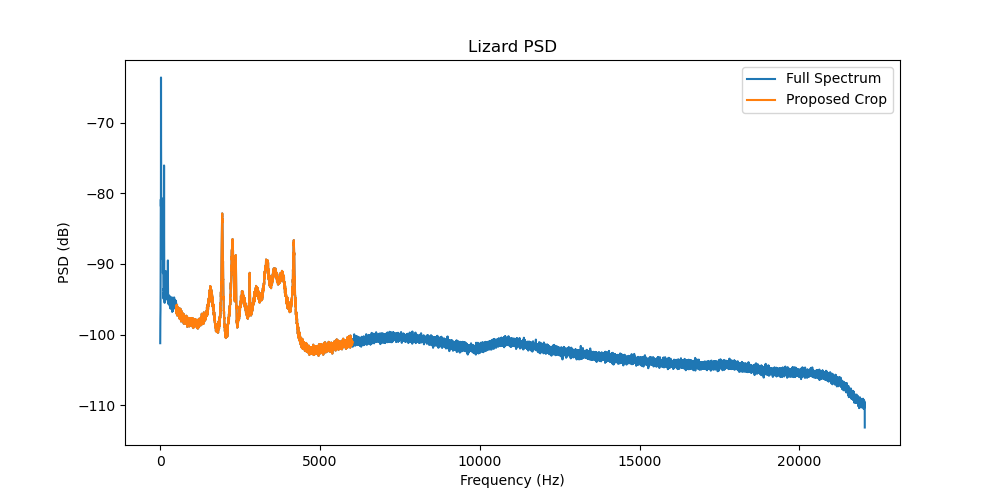 Lizard PSD
Full Spectrum
Proposed Crop
PSD (dB)
−70
−80
−90
−100
−110
0
5000
10000
15000
20000
Frequency (Hz)